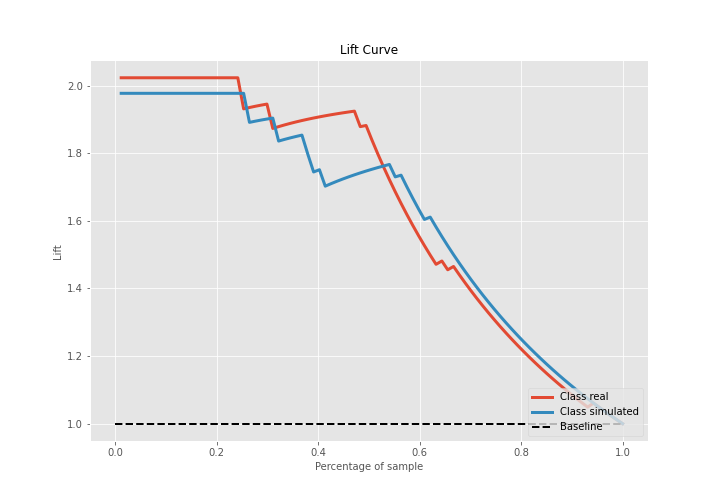 Lift Curve
Lift
2.0
1.8
1.6
1.4
1.2
1.0
0.0 0.2 0.4 0.6 0.8 1.0
Percentage of sample
Class real
Class simulated
Baseline